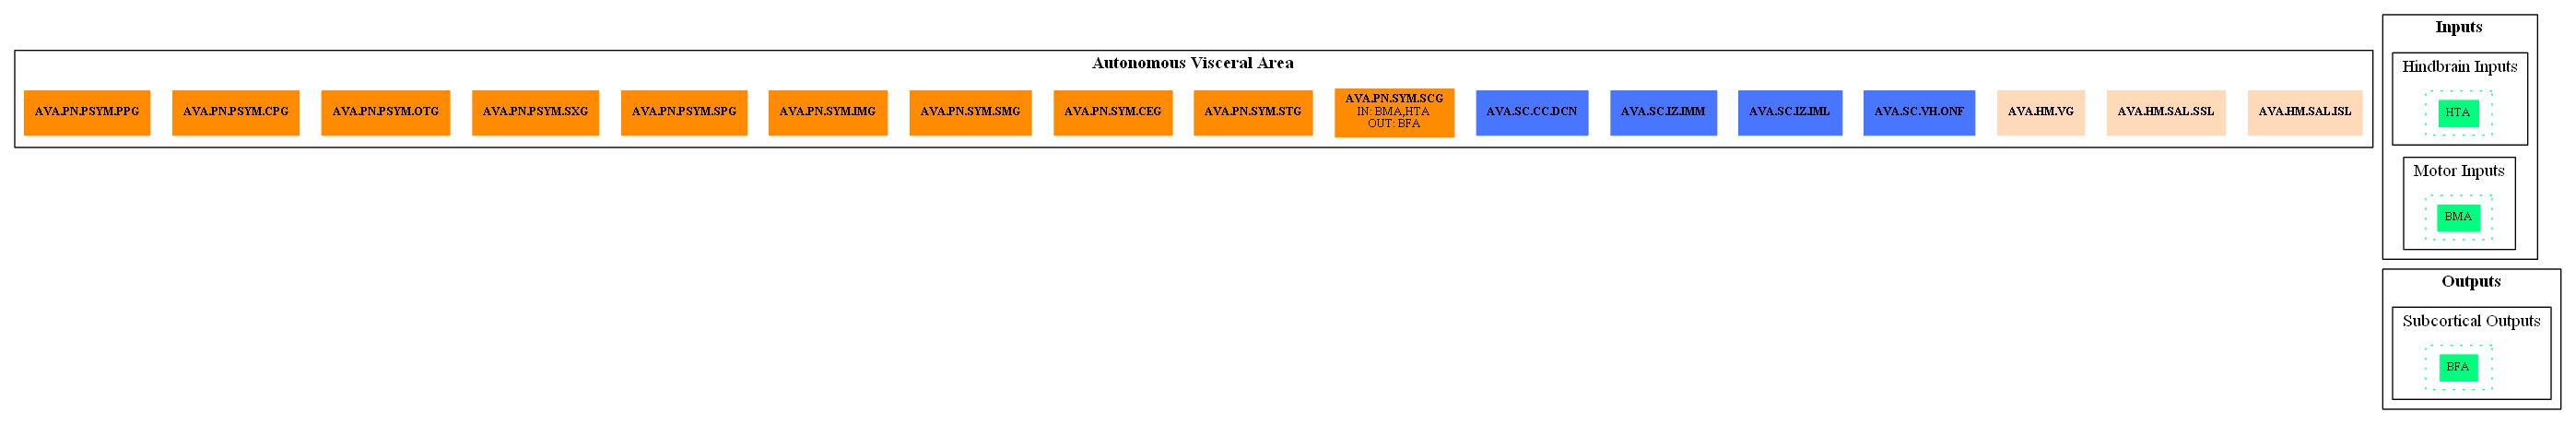 Autonomous Visceral Area
AVA.PN.PSYM.PPG
AVA.PN.PSYM.CPG
AVA.PN.PSYM.OTG
AVA.PN.PSYM.SXG
AVA.PN.PSYM.SPG
AVA.PN.SYM.IMG
AVA.PN.SYM.SMG
AVA.PN.SYM.CEG
AVA.PN.SYM.STG
AVA.PN.SYM.SCG
IN: BMA,HTA
OUT: BFA
AVA.SC.CC.DCN
AVA.SC.IZ.IMM
AVA.SC.IZ.IML
AVA.SC.VH.ONF
AVA.HM.VG
AVA.HM.SAL.SSL
AVA.HM.SAL.ISL
Inputs
Hindbrain Inputs
HTA
Motor Inputs
BMA
Outputs
Subcortical Outputs
BFA